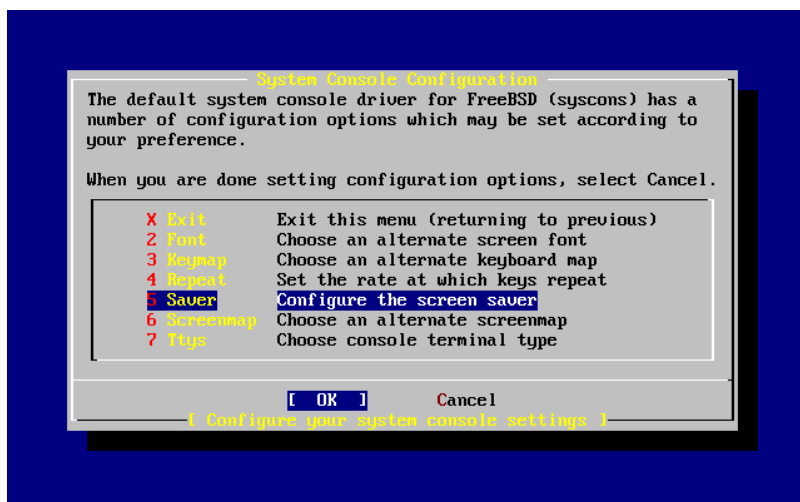 System Console Configuration
The default system console driver for FreeBSD (syscons) has a
number of configuration options which may be set according to
your preference.
When you are done setting configuration options, select Cancel.
X Exit Exit this menu (returning to previous)
2 Font Choose an alternate screen font
3 Keymap Choose an alternate keyboard map
4 Repeat Set the rate at which keys repeat
5 Saver Configure the screen saver
6 Screenmap Choose an alternate screenmap
7 Ttys Choose console terminal type
[ OK ] Cancel
[ Configure your system console settings ]